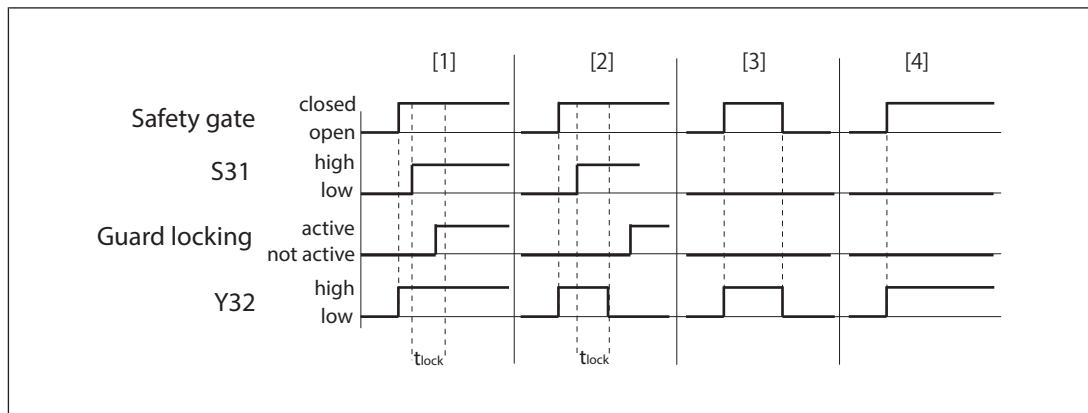 [1] [2] [3] [4]
Safety gate
closed
open
S31
high
low
Guard locking
active
not active
Y32
high
low
tlock tlock